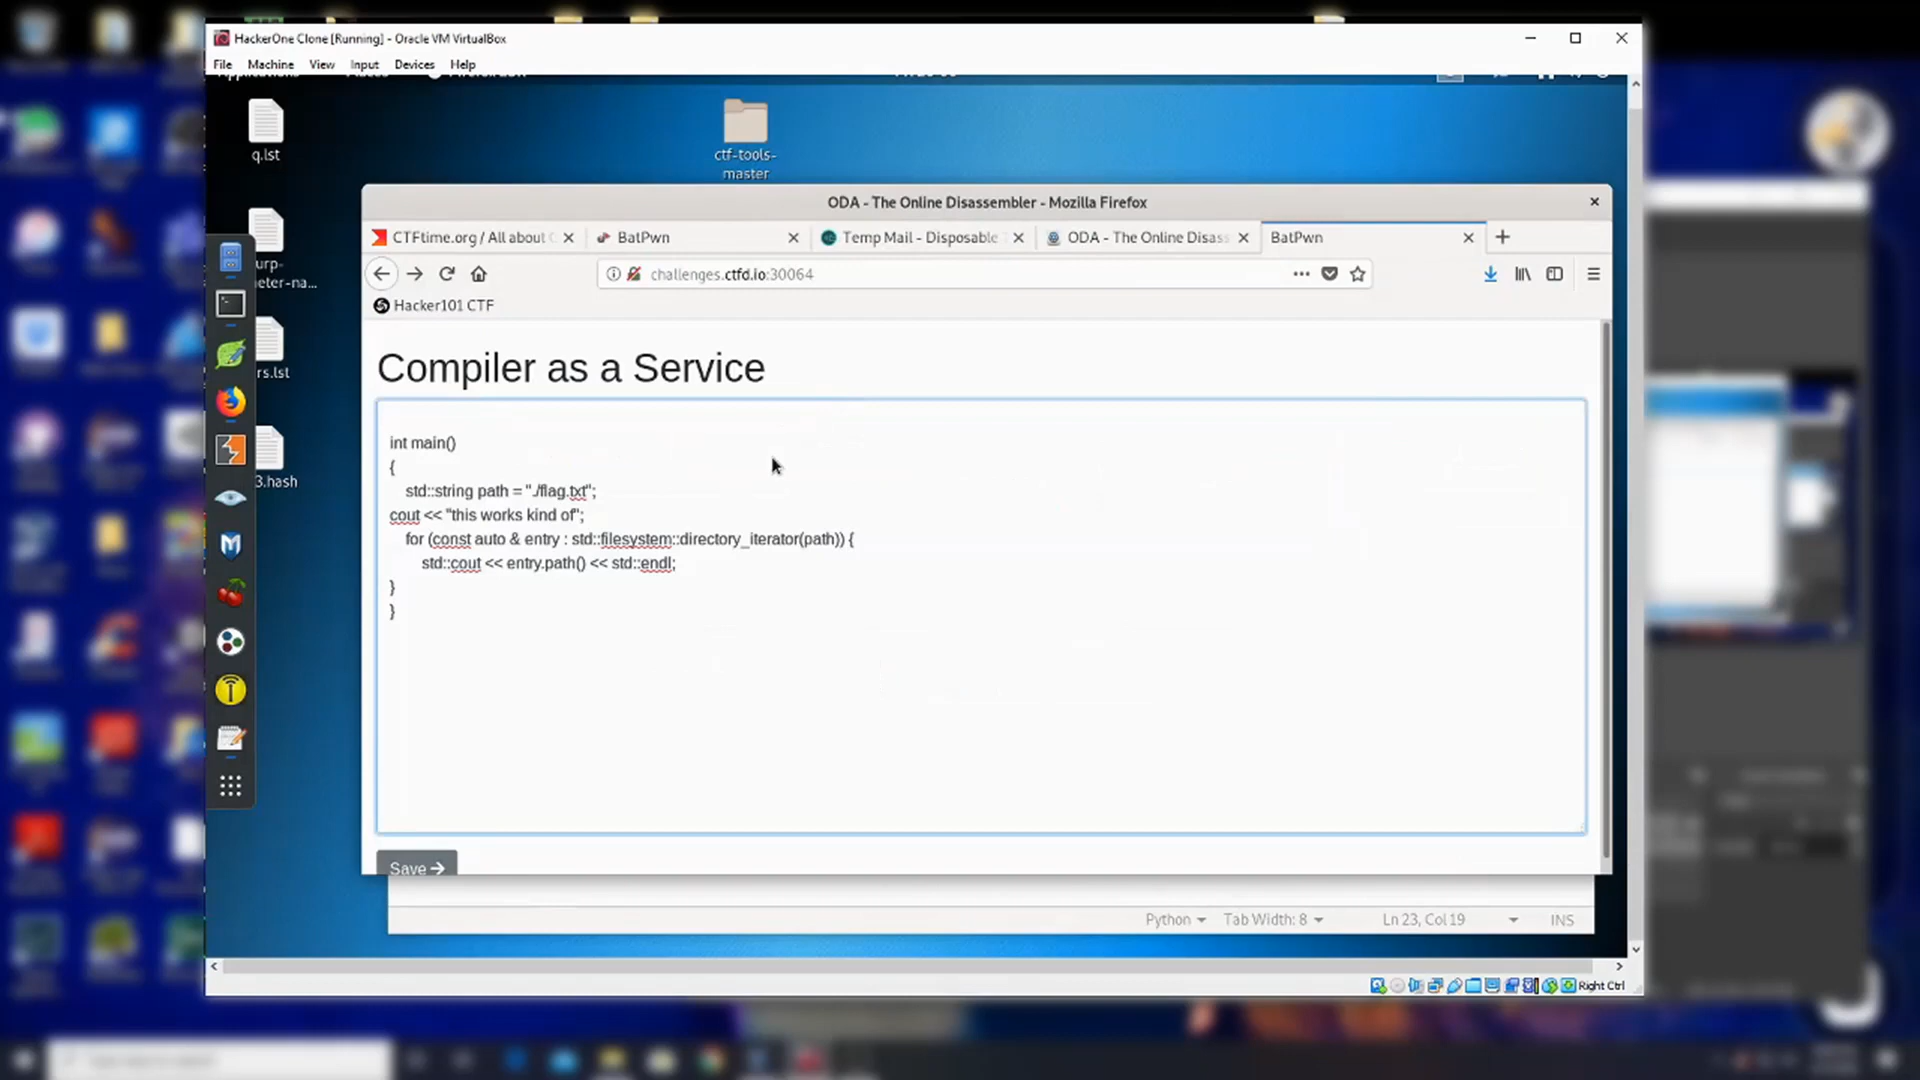 HackerOne Clone [Running] - Oracle VM VirtualBox
File Machine View Input Devices Help
q.lst
ctf-tools-
master
ODA - The Online Disassembler - Mozilla Firefox
CTFtime.org / All about
BatPwn
Temp Mail - Disposable
ODA - The Online Disass
BatPwn
challenges.ctfd.io:30064
Hacker101 CTF
Compiler as a Service
int main()
{
std::string path = "./flag.txt";
cout << "this works kind of";
for (const auto & entry : std::filesystem::directory_iterator(path)) {
std::cout << entry.path() << std::endl;
}
}
Save
Python Tab Width: 8 Ln 23, Col 19 INS
Right Ctrl
urp-
eter-na...
rs.lst
3.hash